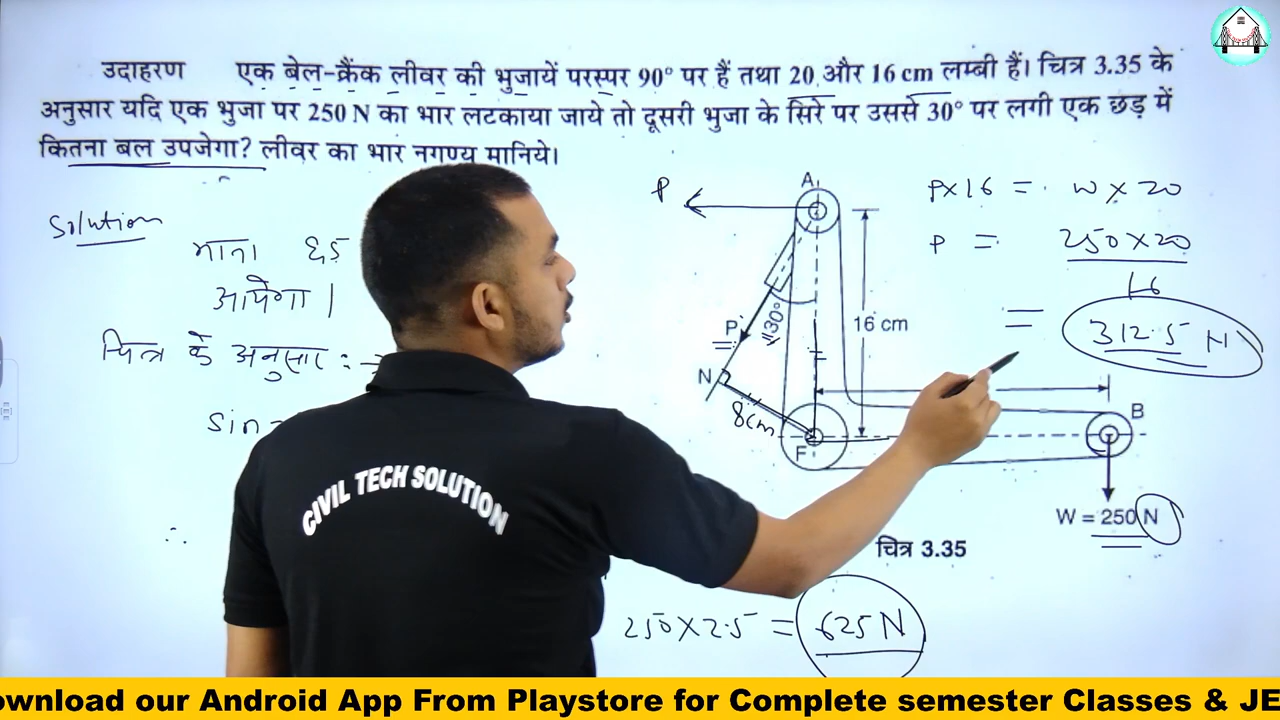 उदाहरण एक बेल-क्रैंक लीवर की भुजायें परस्पर 90° पर हैं तथा 20 और 16 cm लम्बी हैं। चित्र 3.35 के
अनुसार यदि एक भुजा पर 250 N का भार लटकाया जाये तो दूसरी भुजा के सिरे पर उससे 30° पर लगी एक छड़ में
कितना बल उपजेगा? लीवर का भार नगण्य मानिये।
Solution
माना छड़
आयेगा।
चित्र के अनुसार :→
sin
∴
P
A
P×16 = W×20
P = 250×20
16
= 312.5 N
30°
16 cm
P
N
8cm
F
B
W = 250 N
चित्र 3.35
250×2.5 = 625 N
CIVIL TECH SOLUTION
ownload our Android App From Playstore for Complete semester Classes & JE